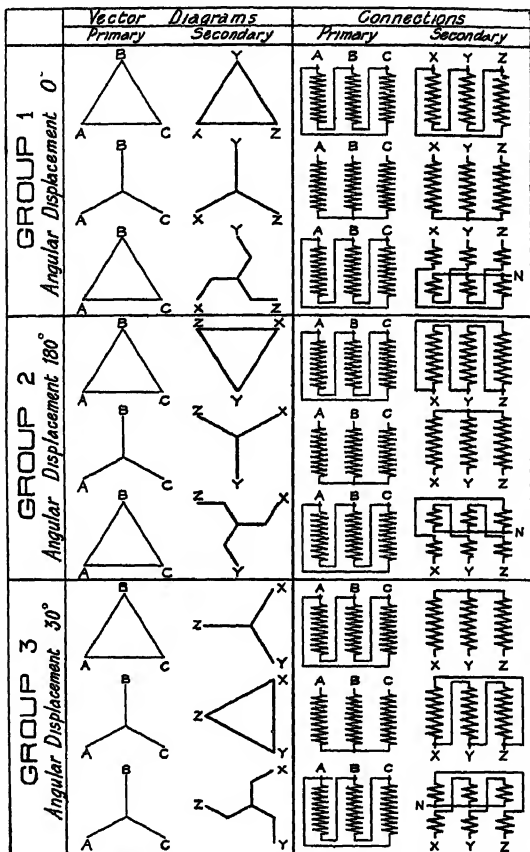 Vector Diagrams Connections
Primary Secondary Primary Secondary
GROUP 1
Angular Displacement 0°
B Y A B C X Y Z
A C X Z
B Y A B C X Y Z
A C X Z
B Y A B C X Y Z
N
A C X Z
GROUP 2
Angular Displacement 180°
B Z X A B C
A C Y X Y Z
B Z X A B C
A C Y X Y Z
B Z X A B C
N
A C Y X Y Z
GROUP 3
Angular Displacement 30°
B X A B C
Z
A C Y X Y Z
B X A B C
Z
A C Y X Y Z
B X A B C
Z N
A C Y X Y Z